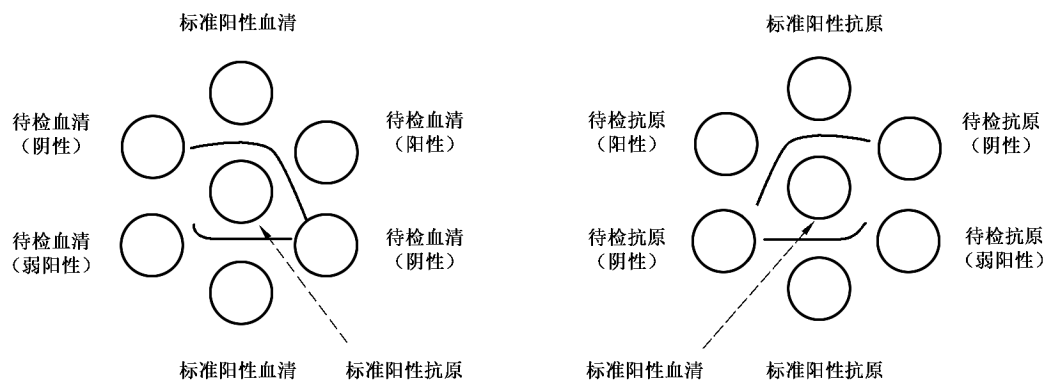 标准阳性血清
标准阳性抗原
待检血清
（阴性）
待检血清
（阳性）
待检抗原
（阳性）
待检抗原
（阴性）
待检血清
（弱阳性）
待检血清
（阴性）
待检抗原
（阴性）
待检抗原
（弱阳性）
标准阳性血清
标准阳性抗原
标准阳性血清
标准阳性抗原